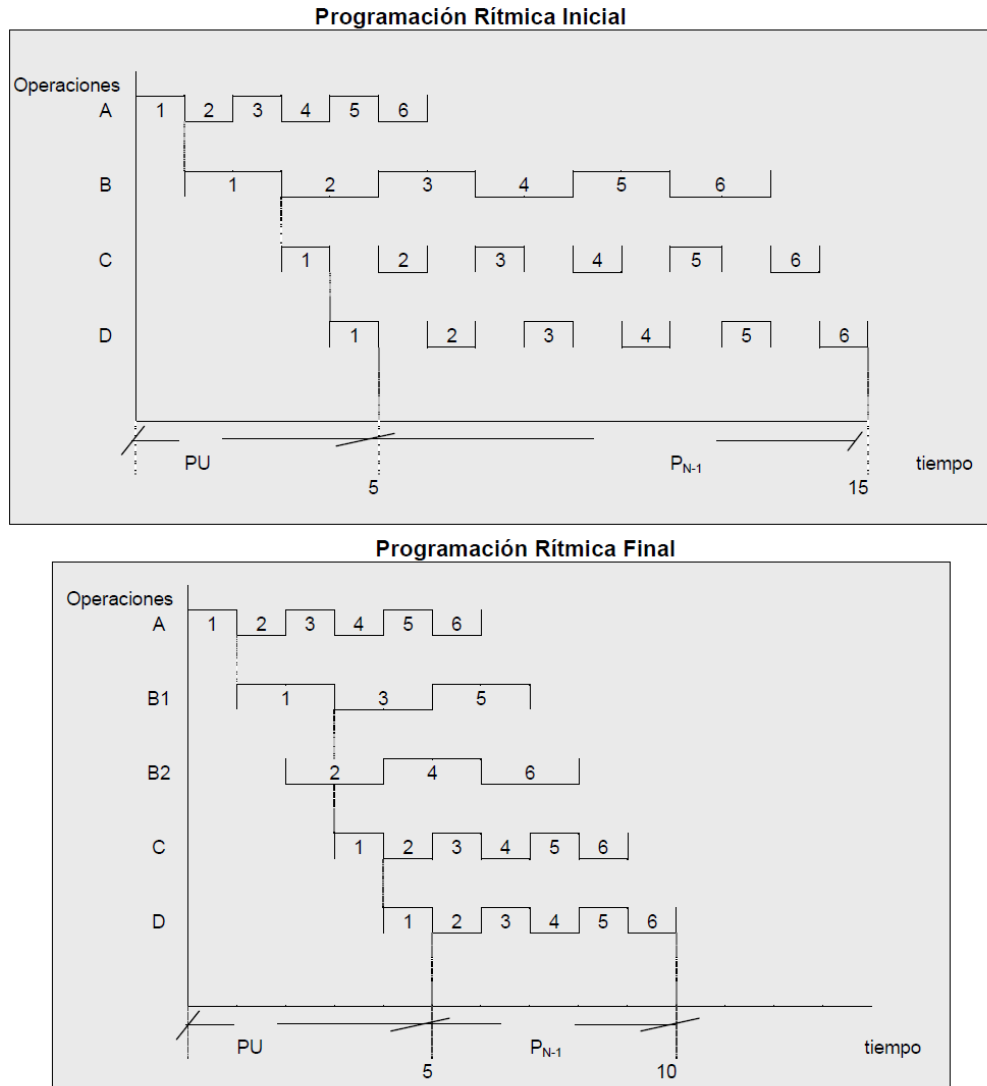 Programación Rítmica Inicial
Operaciones
A 1 2 3 4 5 6
B 1 2 3 4 5 6
C 1 2 3 4 5 6
D 1 2 3 4 5 6
PU P_{N-1} tiempo
5 15
Programación Rítmica Final
Operaciones
A 1 2 3 4 5 6
B1 1 3 5
B2 2 4 6
C 1 2 3 4 5 6
D 1 2 3 4 5 6
PU P_{N-1} tiempo
5 10